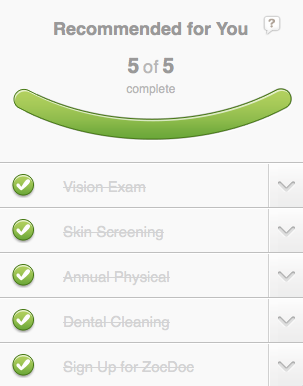 Recommended for You
?
5 of 5
complete
Vision Exam
Skin Screening
Annual Physical
Dental Cleaning
Sign Up for ZocDoc